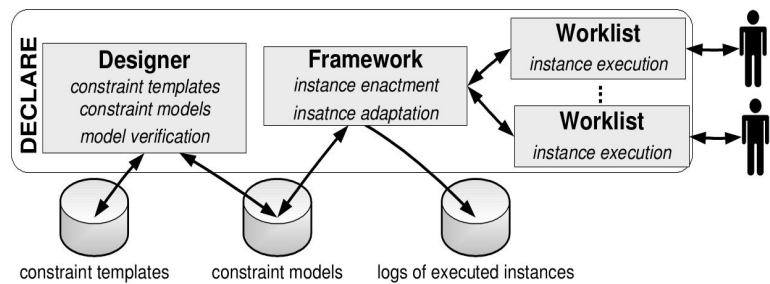 DECLARE
Designer
constraint templates
constraint models
model verification
Framework
instance enactment
insatnce adaptation
Worklist
instance execution
Worklist
instance execution
constraint templates
constraint models
logs of executed instances